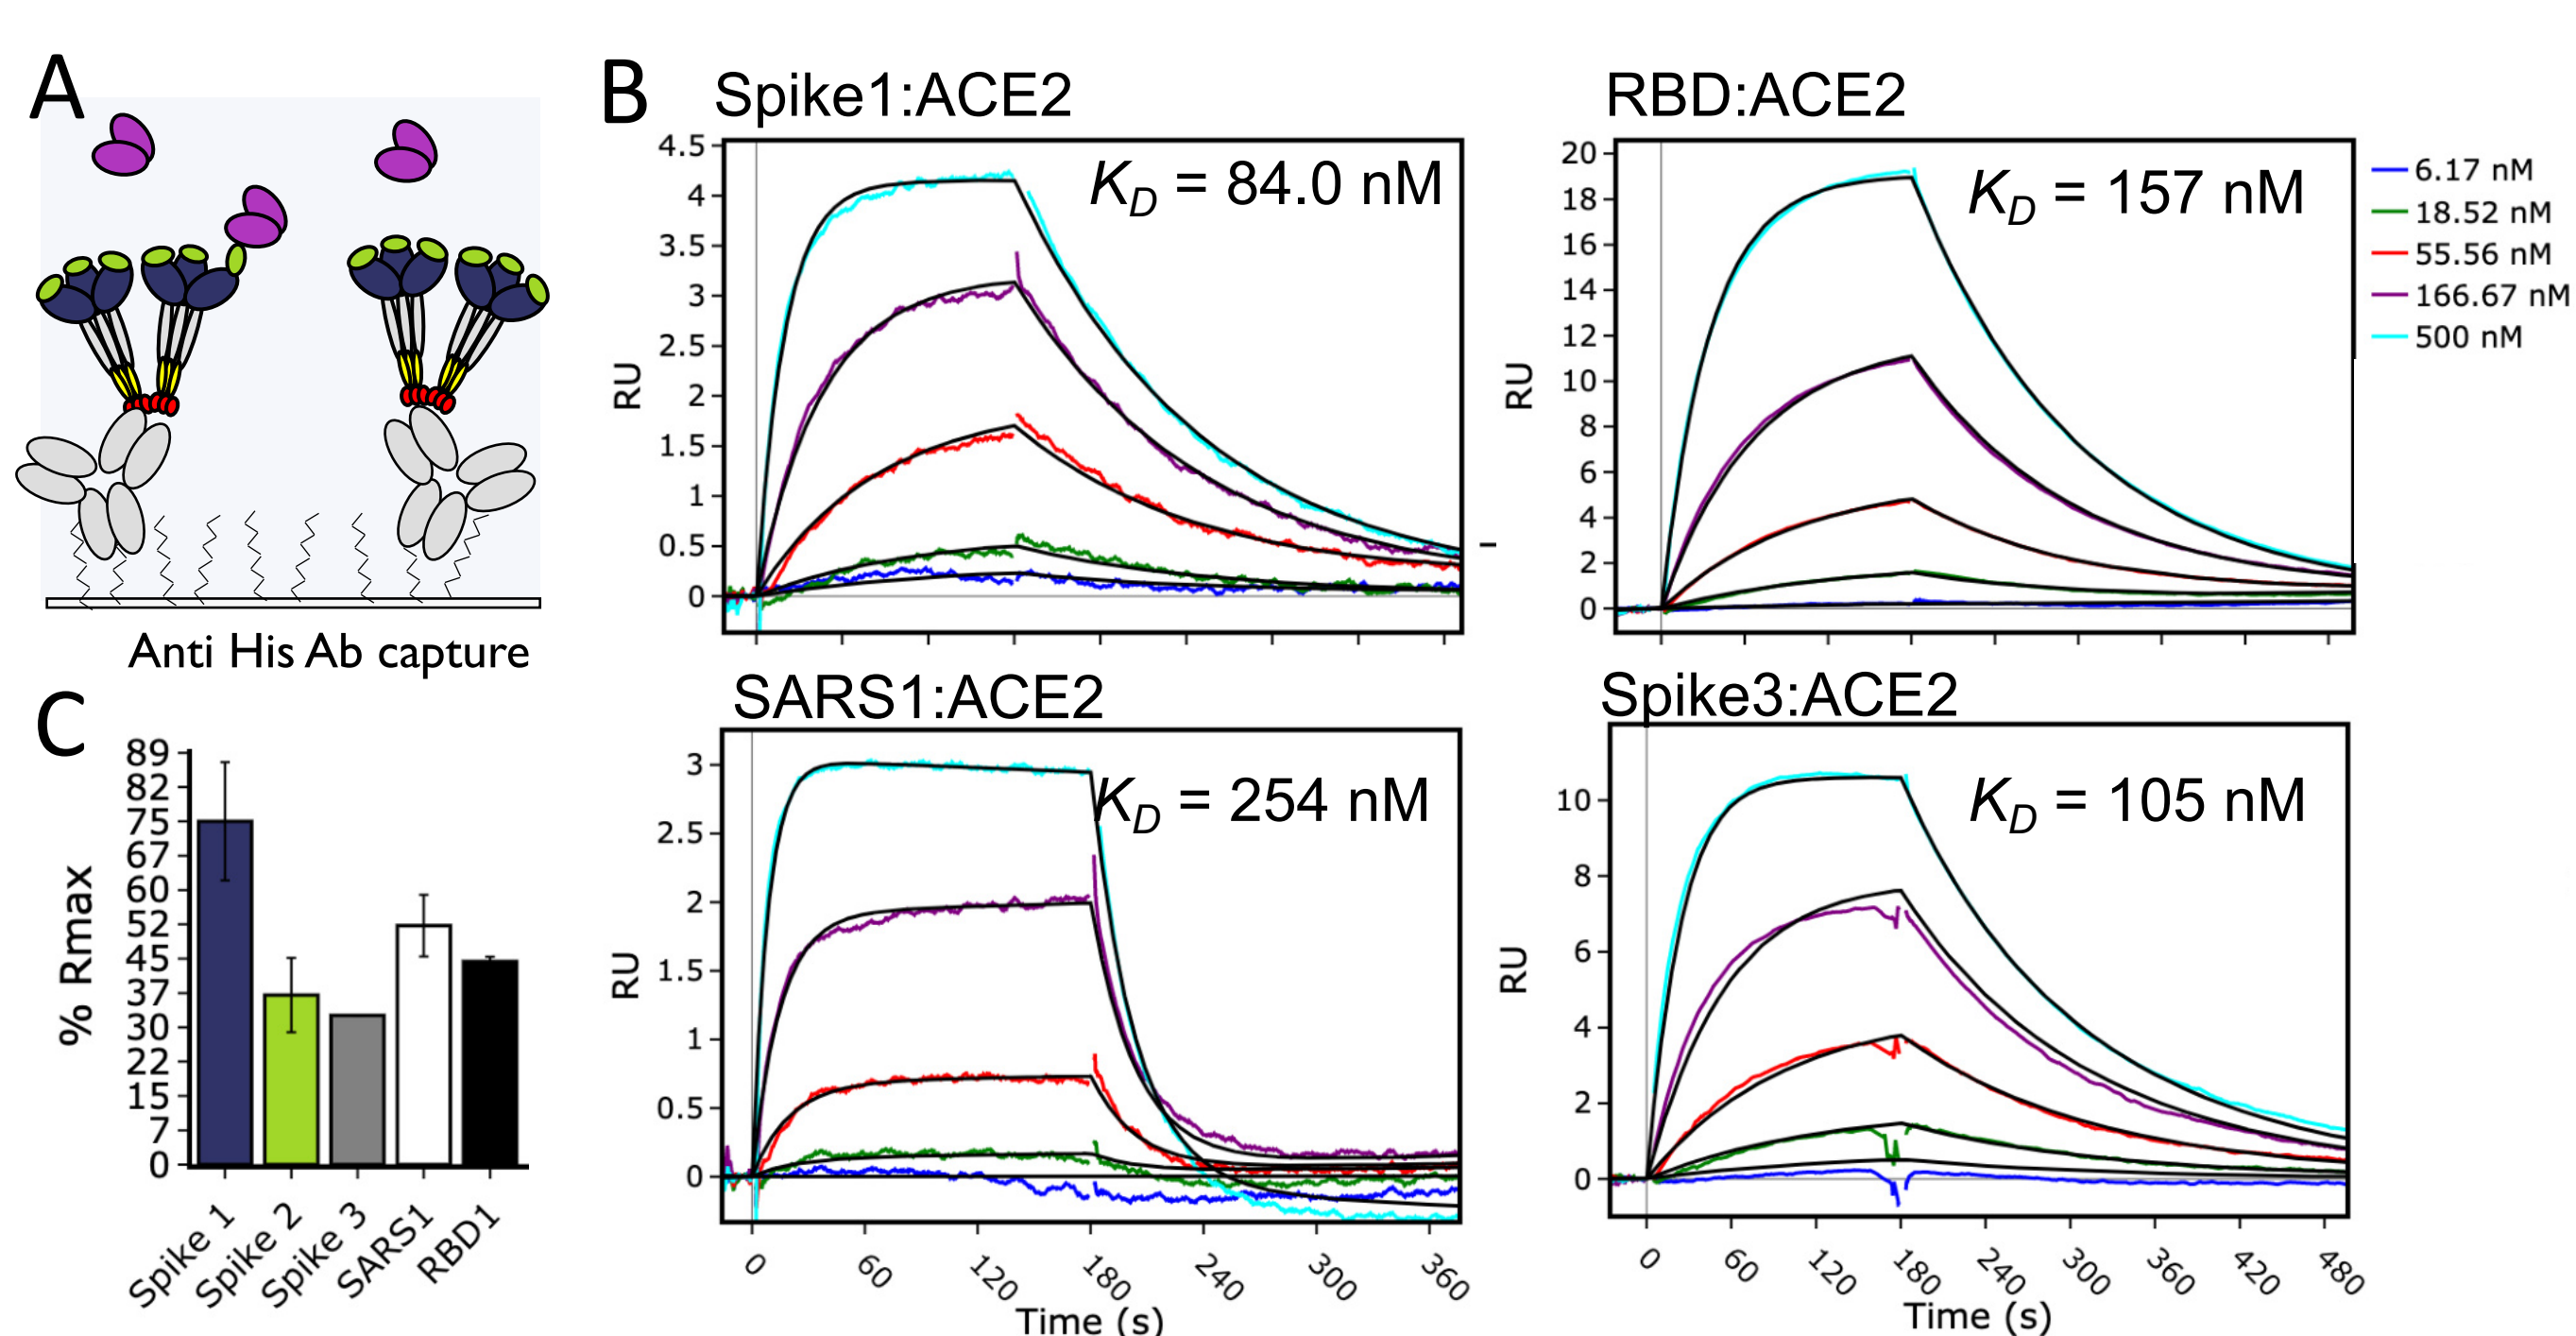 A
Anti His Ab capture
B
Spike1:ACE2
K_D = 84.0 nM
4.5
4
3.5
3
2.5
2
1.5
1
0.5
0
RU
RBD:ACE2
K_D = 157 nM
20
18
16
14
12
10
8
6
4
2
0
RU
6.17 nM
18.52 nM
55.56 nM
166.67 nM
500 nM
SARS1:ACE2
K_D = 254 nM
3
2.5
2
1.5
1
0.5
0
RU
0 60 120 180 240 300 360
Time (s)
Spike3:ACE2
K_D = 105 nM
10
8
6
4
2
0
RU
0 60 120 180 240 300 360 420 480
Time (s)
C
89
82
75
67
60
52
45
37
30
22
15
7
0
% Rmax
Spike 1
Spike 2
Spike 3
SARS1
RBD1